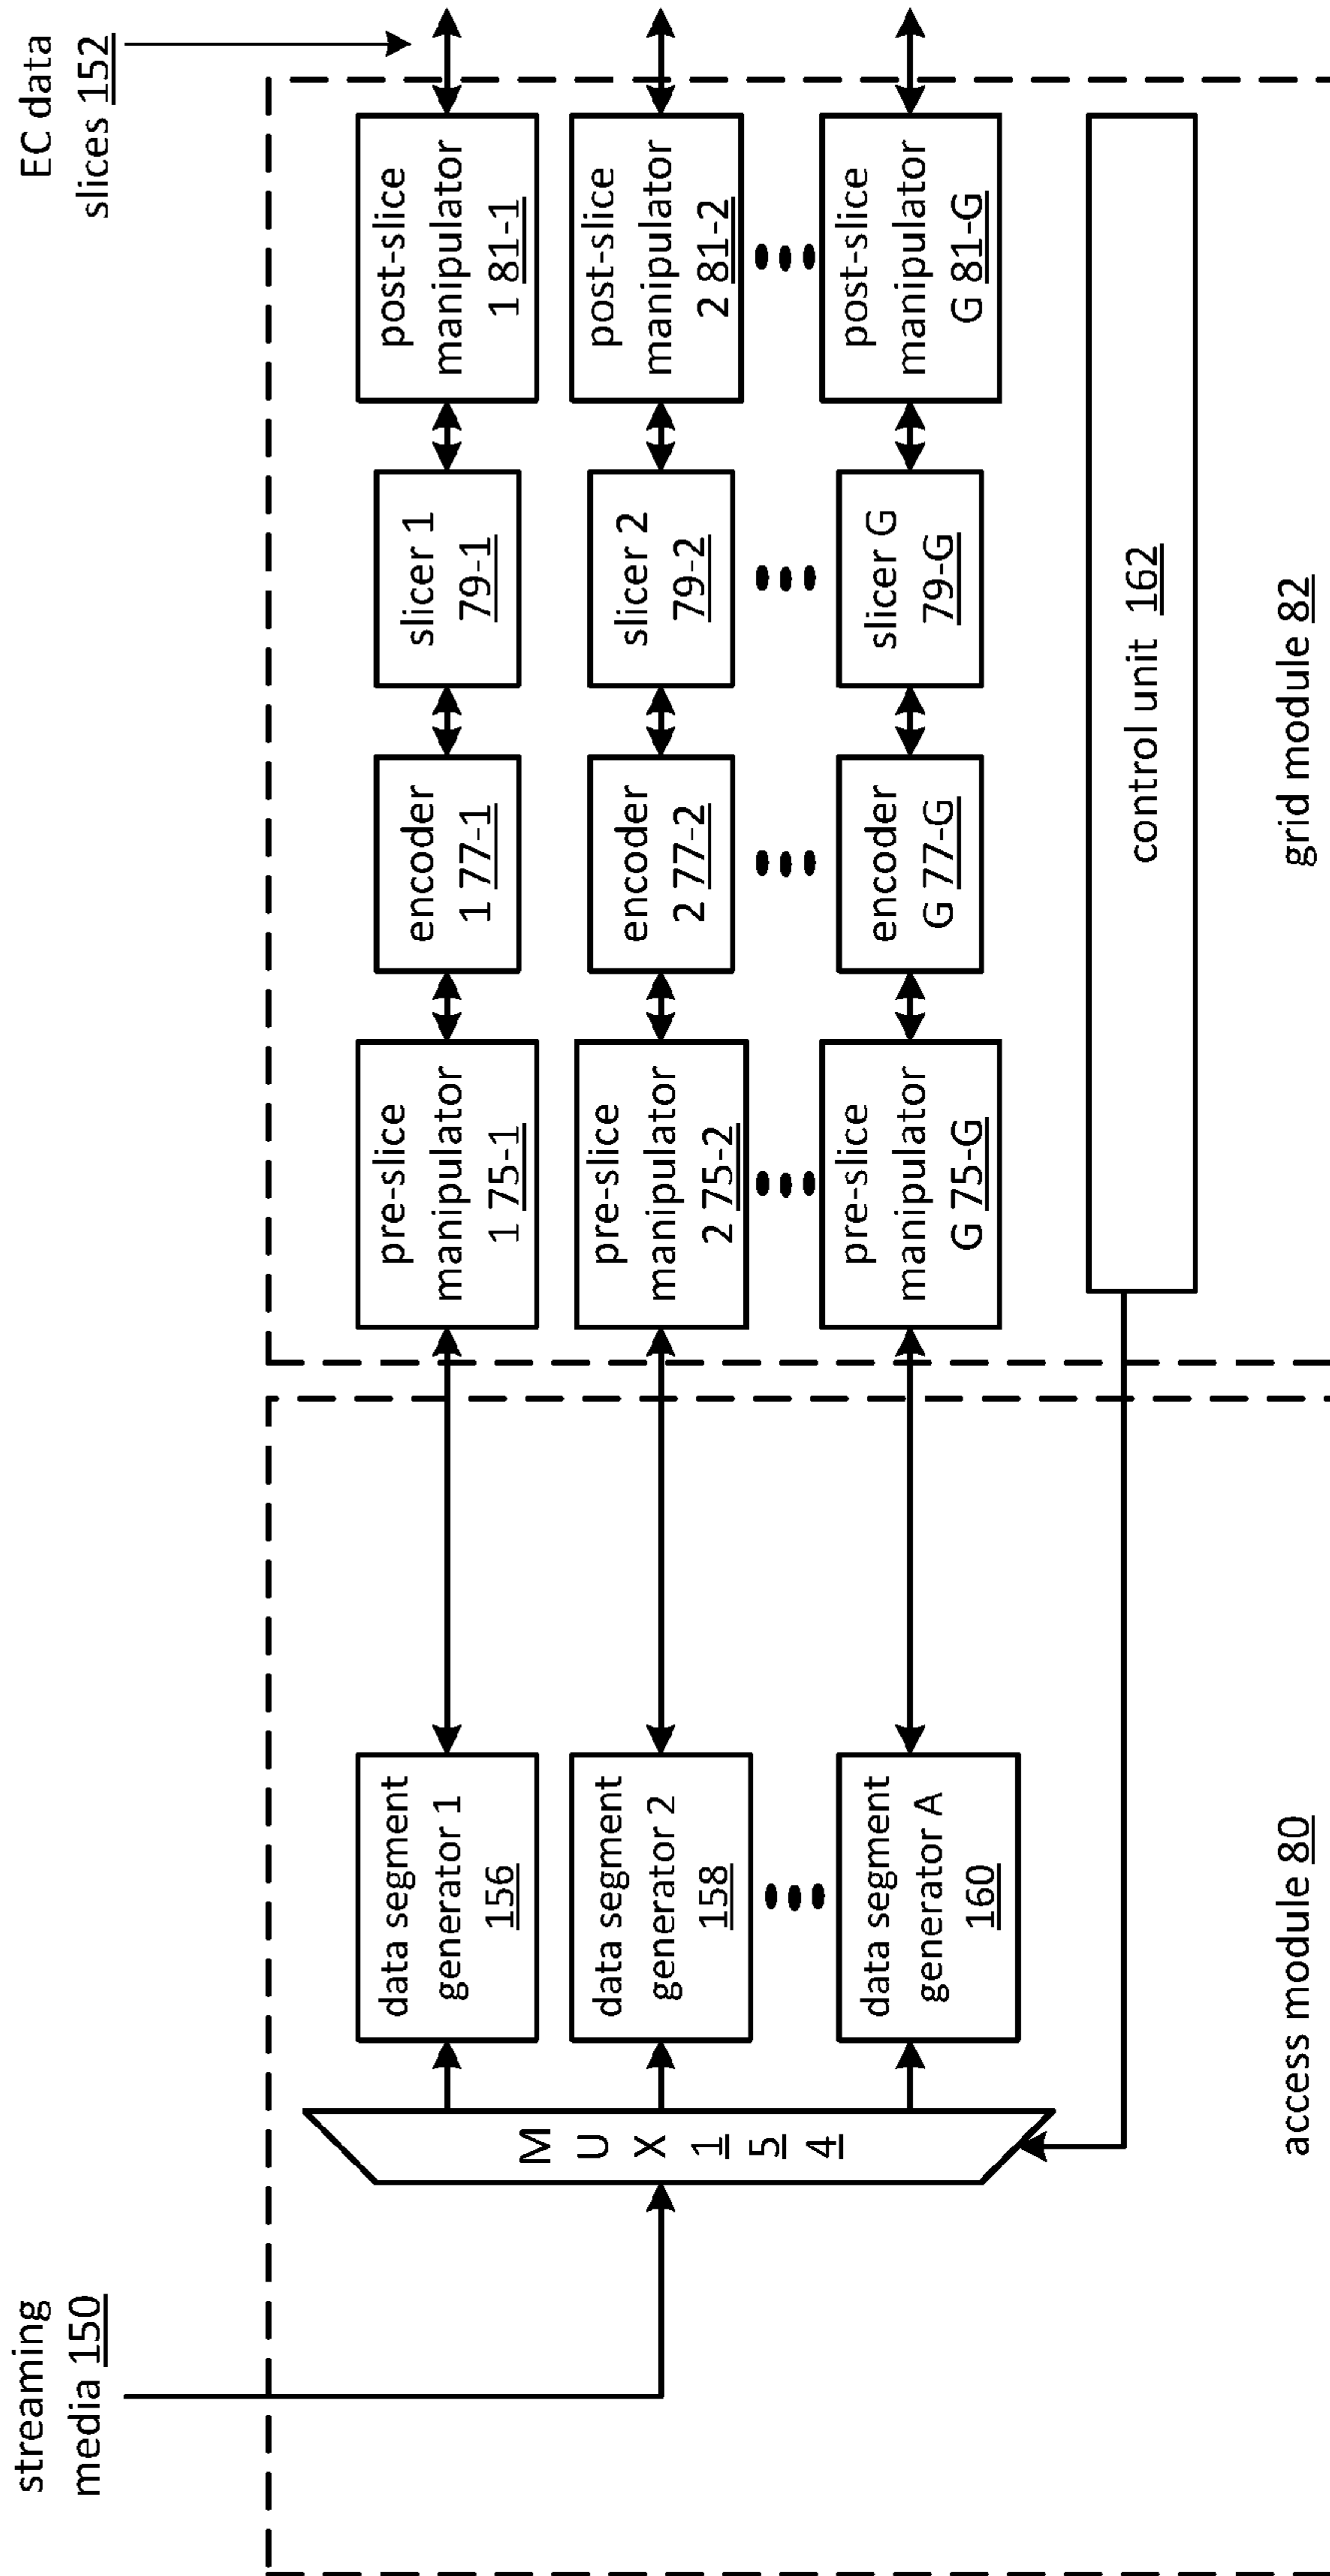 streaming
media 150
EC data
slices 152
M
U
X
1
5
4
data segment
generator 1
156
data segment
generator 2
158
data segment
generator A
160
pre-slice
manipulator
1 75-1
encoder
1 77-1
slicer 1
79-1
post-slice
manipulator
1 81-1
pre-slice
manipulator
2 75-2
encoder
2 77-2
slicer 2
79-2
post-slice
manipulator
2 81-2
pre-slice
manipulator
G 75-G
encoder
G 77-G
slicer G
79-G
post-slice
manipulator
G 81-G
control unit 162
access module 80
grid module 82